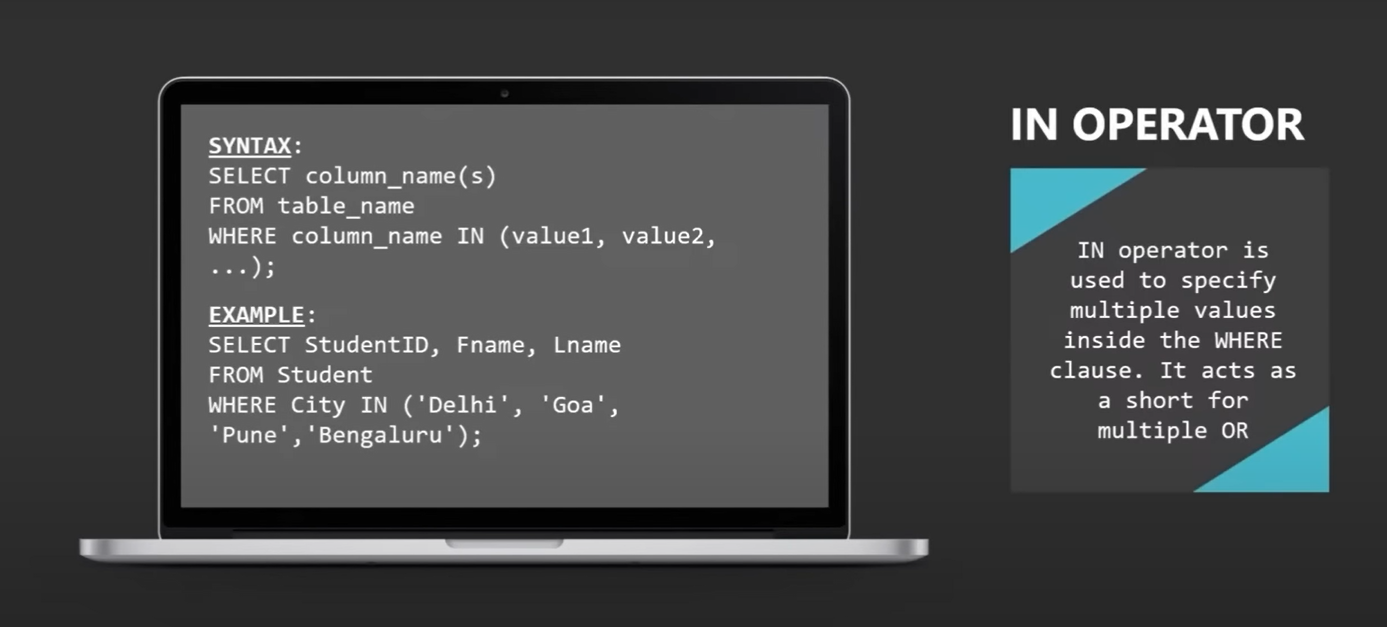 SYNTAX:
SELECT column_name(s)
FROM table_name
WHERE column_name IN (value1, value2,
...);
EXAMPLE:
SELECT StudentID, Fname, Lname
FROM Student
WHERE City IN ('Delhi', 'Goa',
'Pune','Bengaluru');
IN OPERATOR
IN operator is
used to specify
multiple values
inside the WHERE
clause. It acts as
a short for
multiple OR